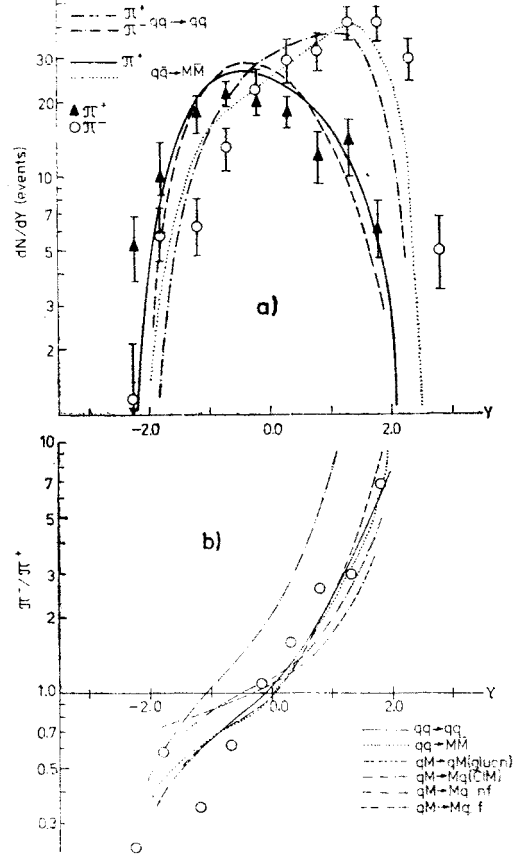 π⁺
π⁻ qq → qq
π⁺
qq̄ → MM̄
π⁺
π⁻
dN/dY (events)
30
20
10
7
5
3
2
a)
-2.0
0.0
2.0
Y
π⁻/π⁺
10
7
5
3
2
1.0
0.7
0.5
0.3
b)
-2.0
0.0
2.0
Y
qq → qq
qq → MM̄
qM → qM(gluon)
qM → Mq(CIM)
qM → Mq nf
qM → Mq f